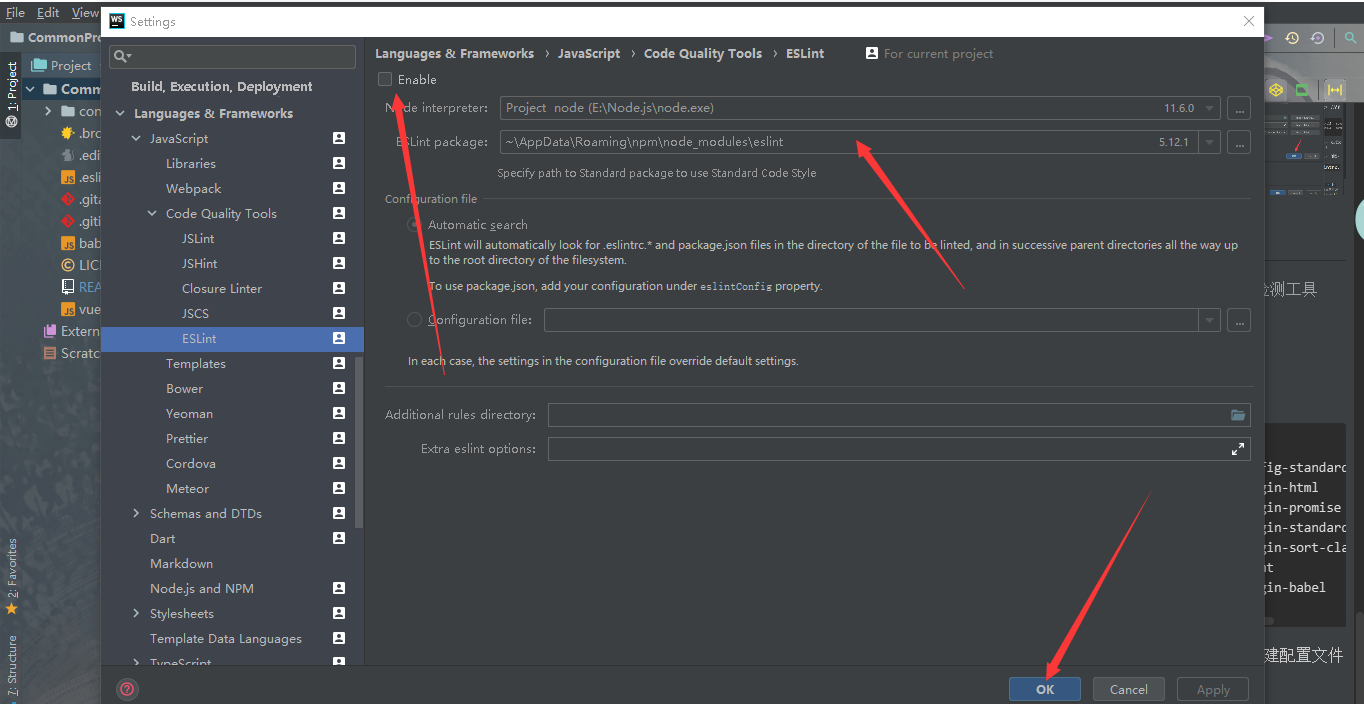 File Edit View
WS Settings
CommonPr
Project
Comm
con
.bro
.edi
.esli
.gita
.giti
bab
LICE
REA
vue
Extern
Scratc
1: Project
2: Favorites
7: Structure
Build, Execution, Deployment
Languages & Frameworks
JavaScript
Libraries
Webpack
Code Quality Tools
JSLint
JSHint
Closure Linter
JSCS
ESLint
Templates
Bower
Yeoman
Prettier
Cordova
Meteor
Schemas and DTDs
Dart
Markdown
Node.js and NPM
Stylesheets
Template Data Languages
TypeScript
Languages & Frameworks › JavaScript › Code Quality Tools › ESLint For current project
Enable
Node interpreter: Project node (E:\Node.js\node.exe) 11.6.0 ...
ESLint package: ~\AppData\Roaming\npm\node_modules\eslint 5.12.1 ...
Specify path to Standard package to use Standard Code Style
Configuration file
Automatic search
ESLint will automatically look for .eslintrc.* and package.json files in the directory of the file to be linted, and in successive parent directories all the way up
to the root directory of the filesystem.
To use package.json, add your configuration under eslintConfig property.
Configuration file: ...
In each case, the settings in the configuration file override default settings.
Additional rules directory:
Extra eslint options:
? OK Cancel Apply
检测工具
fig-standard
gin-html
gin-promise
gin-standard
gin-sort-cla
nt
gin-babel
建配置文件